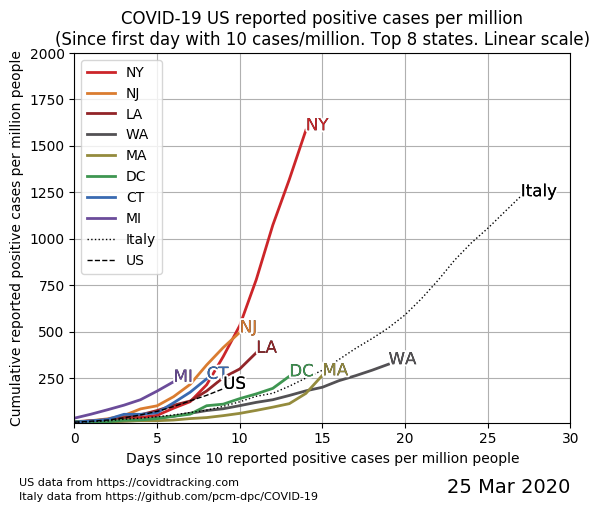 COVID-19 US reported positive cases per million
(Since first day with 10 cases/million. Top 8 states. Linear scale)
Cumulative reported positive cases per million people
2000
1750
1500
1250
1000
750
500
250
NY
NJ
LA
WA
MA
DC
CT
MI
Italy
US
NY
Italy
NJ
LA
WA
DC
MA
CT
MI
US
0
5
10
15
20
25
30
Days since 10 reported positive cases per million people
US data from https://covidtracking.com
Italy data from https://github.com/pcm-dpc/COVID-19
25 Mar 2020